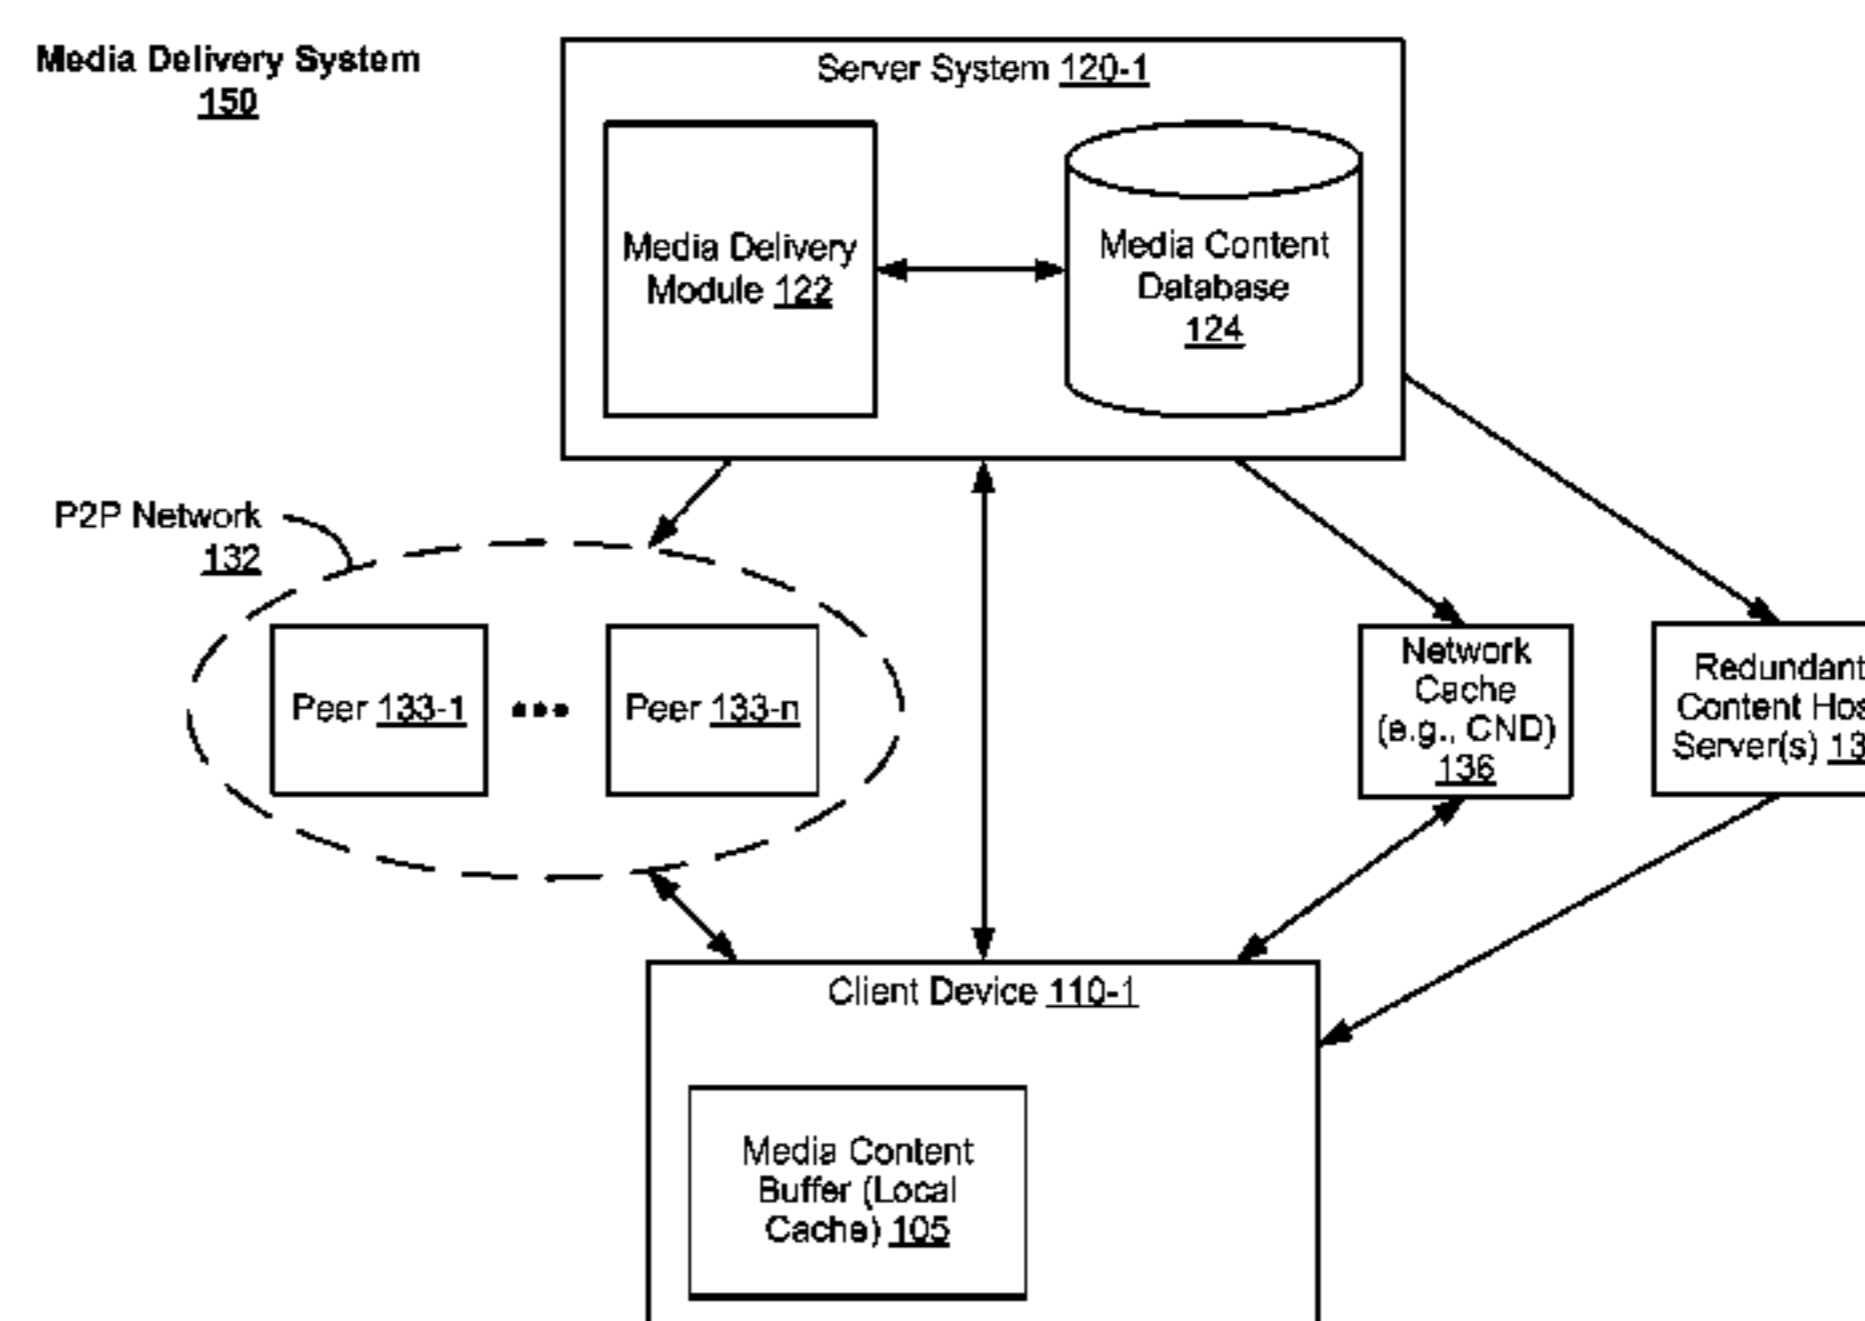 Media Delivery System
150
Server System 120-1
Media Delivery
Module 122
Media Content
Database
124
P2P Network
132
Peer 133-1
Peer 133-n
Network
Cache
(e.g., CND)
136
Redundant
Content
Server(s)
Client Device 110-1
Media Content
Buffer (Local
Cache) 105